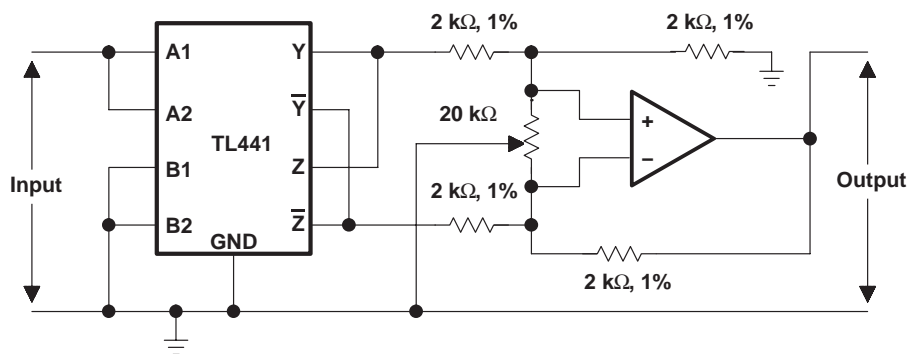 2 kΩ, 1%
2 kΩ, 1%
A1
Y
A2
Y̅
20 kΩ
+
TL441
B1
Z
−
Input
2 kΩ, 1%
Output
B2
Z̅
GND
2 kΩ, 1%